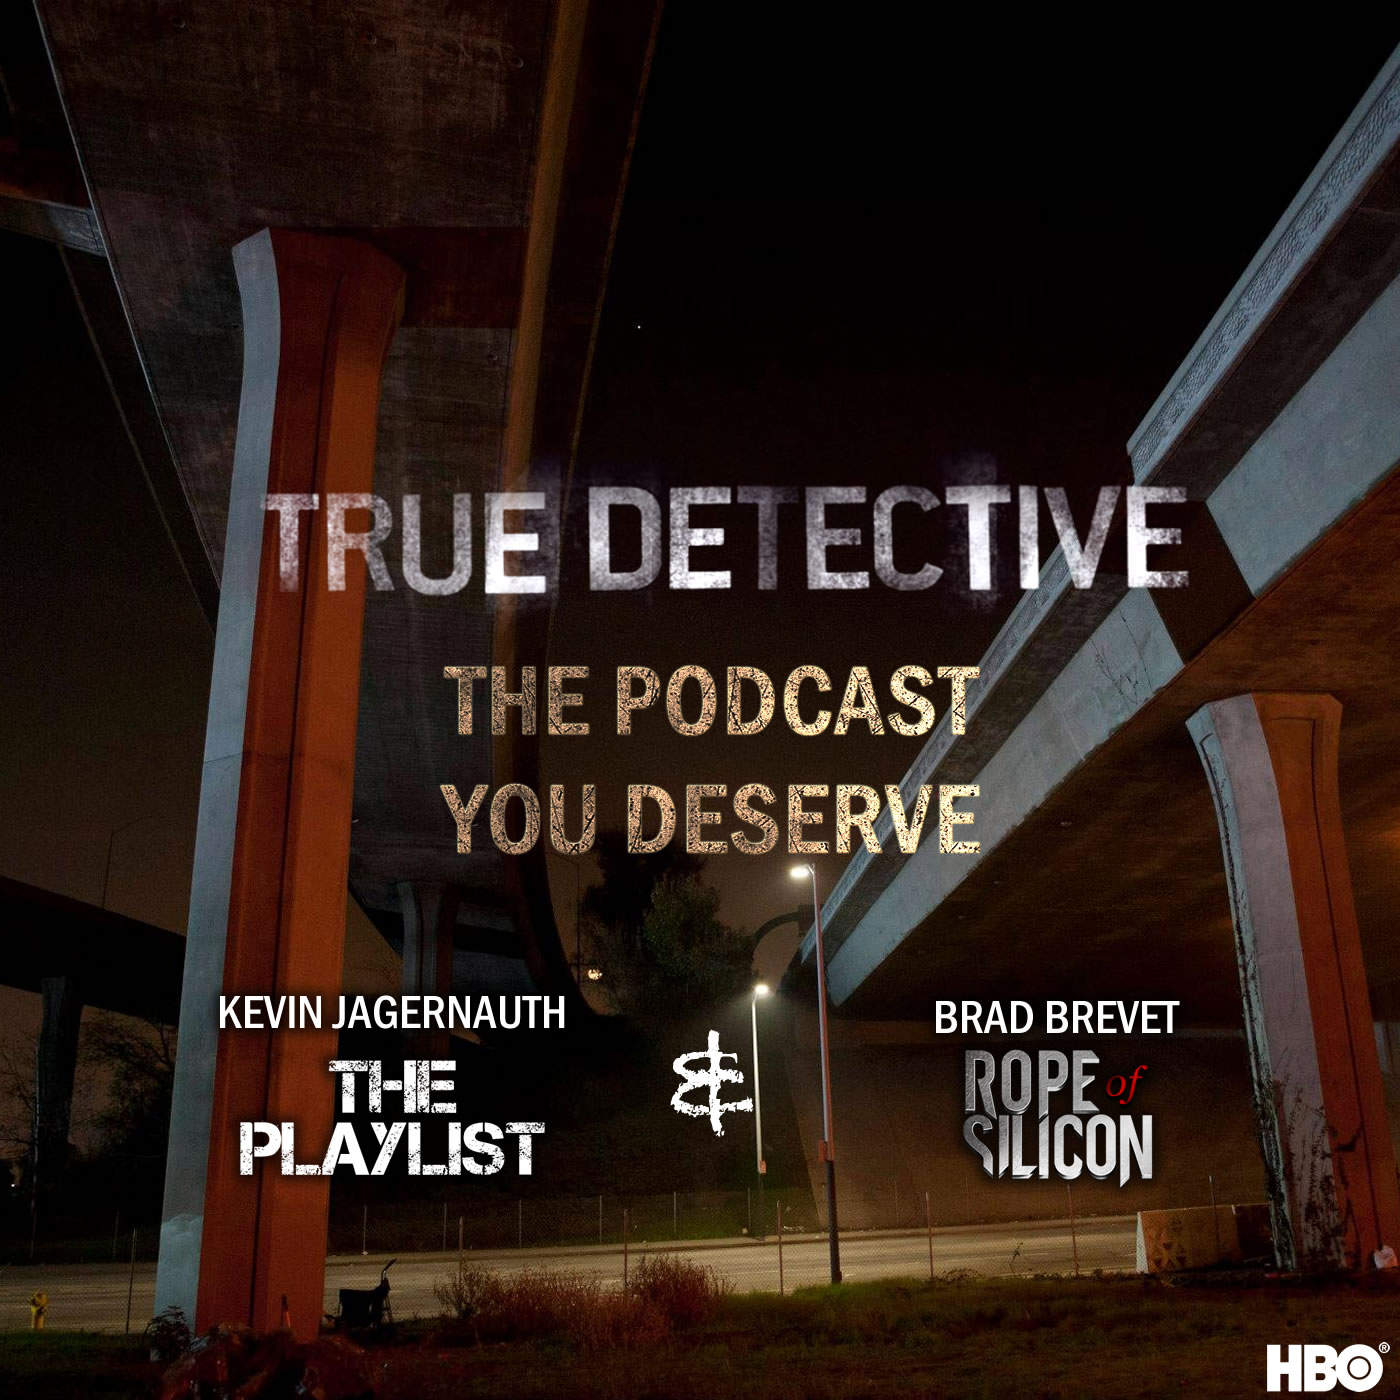 TRUE DETECTIVE
THE PODCAST
YOU DESERVE
KEVIN JAGERNAUTH
THE
PLAYLIST
&
BRAD BREVET
ROPE of
SILICON
HBO®